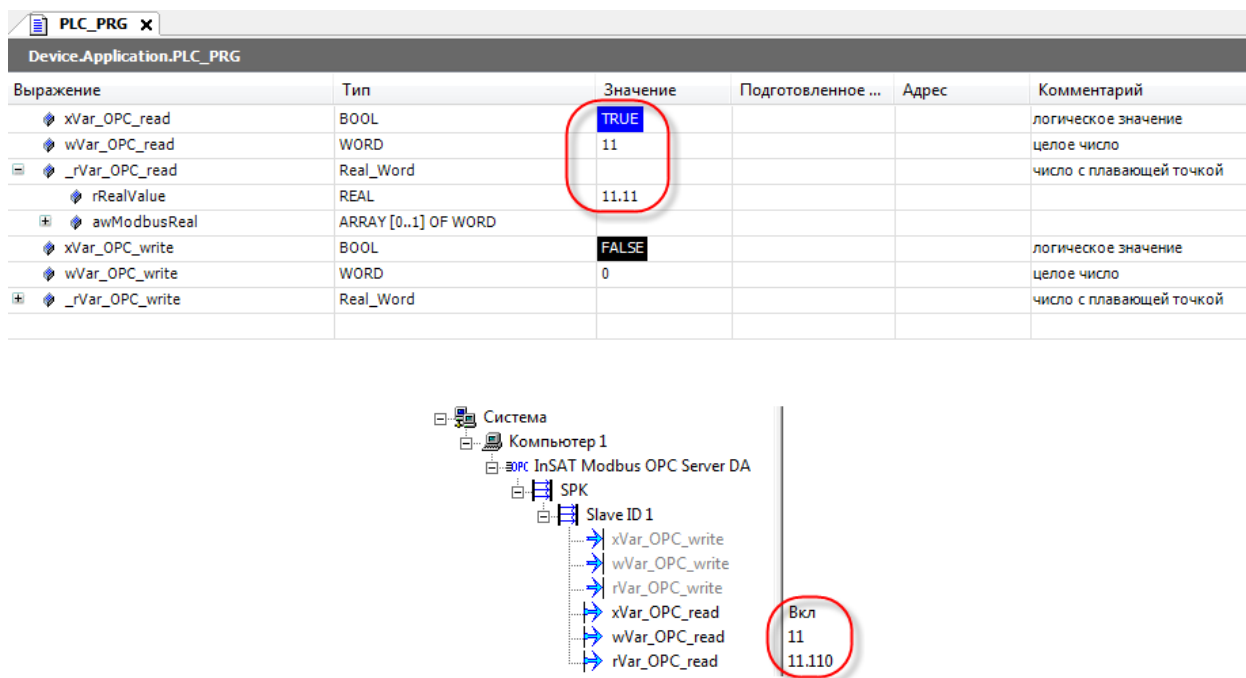 PLC_PRG X
Device.Application.PLC_PRG
Выражение Тип Значение Подготовленное ... Адрес Комментарий
xVar_OPC_read BOOL TRUE логическое значение
wVar_OPC_read WORD 11 целое число
_rVar_OPC_read Real_Word число с плавающей точкой
rRealValue REAL 11.11
awModbusReal ARRAY [0..1] OF WORD
xVar_OPC_write BOOL FALSE логическое значение
wVar_OPC_write WORD 0 целое число
_rVar_OPC_write Real_Word число с плавающей точкой
Система
Компьютер 1
OPC InSAT Modbus OPC Server DA
SPK
Slave ID 1
xVar_OPC_write
wVar_OPC_write
rVar_OPC_write
xVar_OPC_read Вкл
wVar_OPC_read 11
rVar_OPC_read 11.110